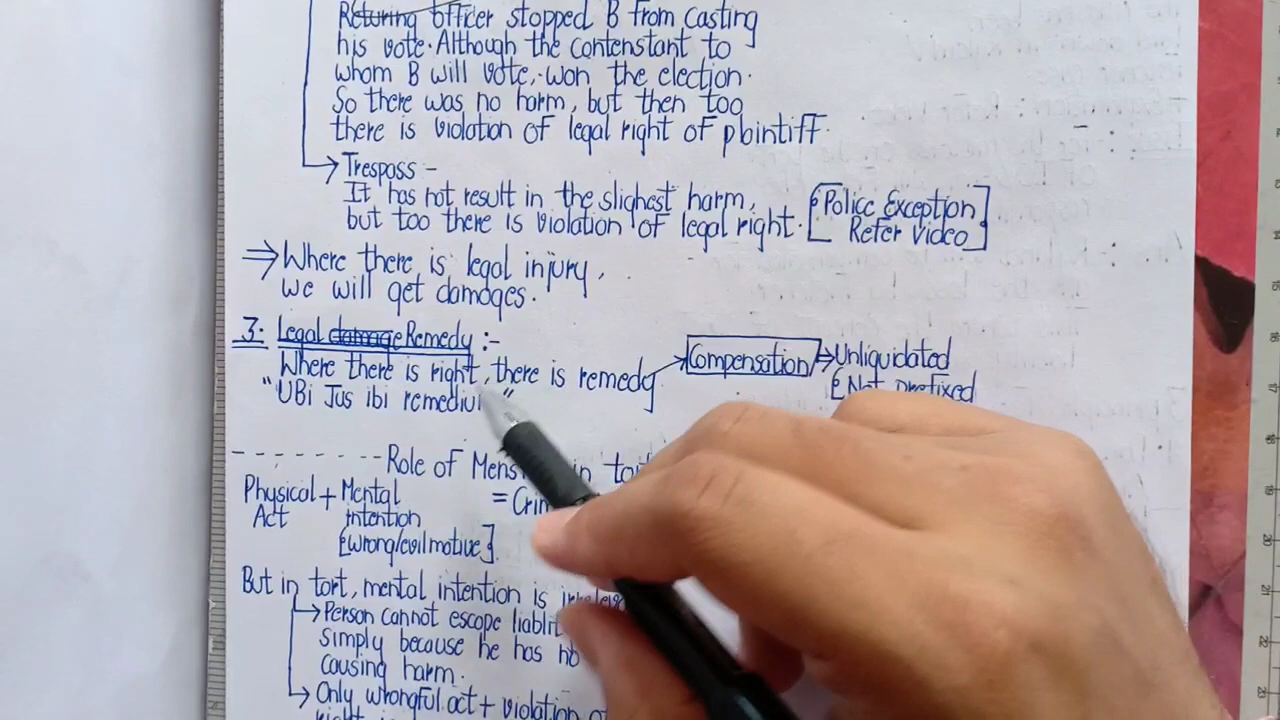 Returing officer stopped B from casting
his vote. Although the contenstant to
whom B will vote, won the election.
So there was no harm, but then too
there is violation of legal right of plaintiff.
→ Trespass :-
It has not result in the slighest harm,
but too there is violation of legal right. [Police Exception
Refer Video]
⇒ Where there is legal injury,
we will get damages.
3. Legal damage Remedy :-
Where there is right, there is remedy → Compensation ⇒ Unliquidated
[Not prefixed
"UBi Jus ibi
Role of in
Physical + Mental =
Act intention
[Wrong/evil motive].
But in tort, mental intention is
→ Person cannot escape
simply because he has
causing harm.
→ Only wrongful act + violation